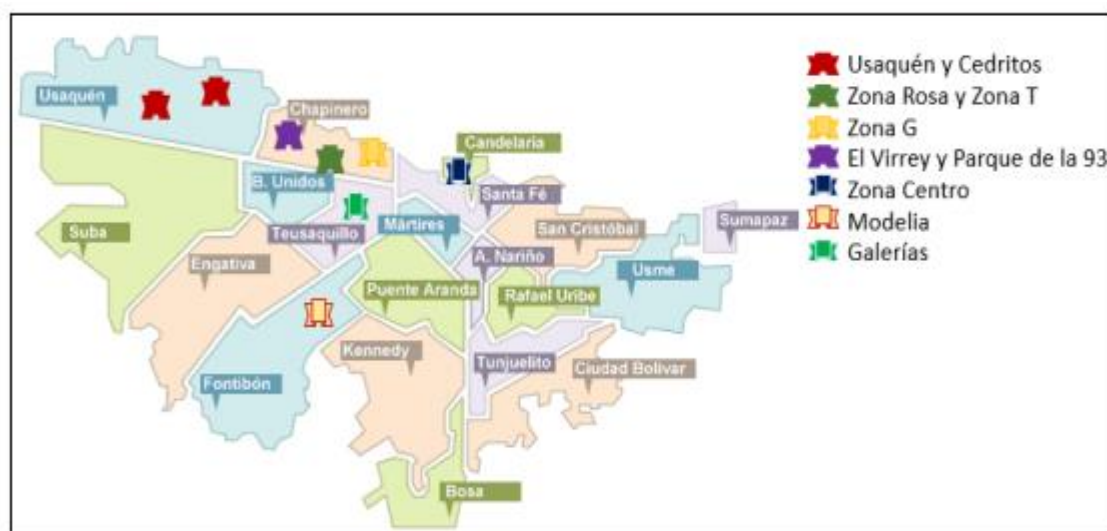 Usaquén
Chapinero
Candelaria
B. Unidos
Santa Fé
Suba
Teusaquillo
Mártires
San Cristóbal
Sumapaz
Engativa
A. Nariño
Usme
Puente Aranda
Rafael Uribe
Kennedy
Tunjuelito
Ciudad Bolivar
Fontibón
Bosa
Usaquén y Cedritos
Zona Rosa y Zona T
Zona G
El Virrey y Parque de la 93
Zona Centro
Modelia
Galerías